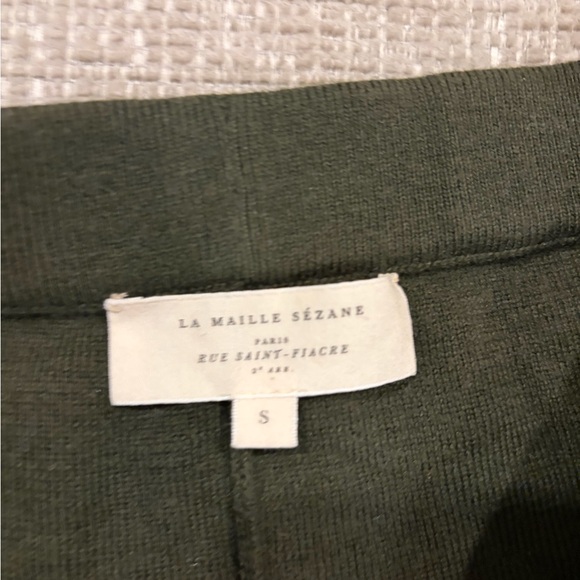 LA MAILLE SÉZANE
PARIS
RUE SAINT-FIACRE
2e ARR.
S